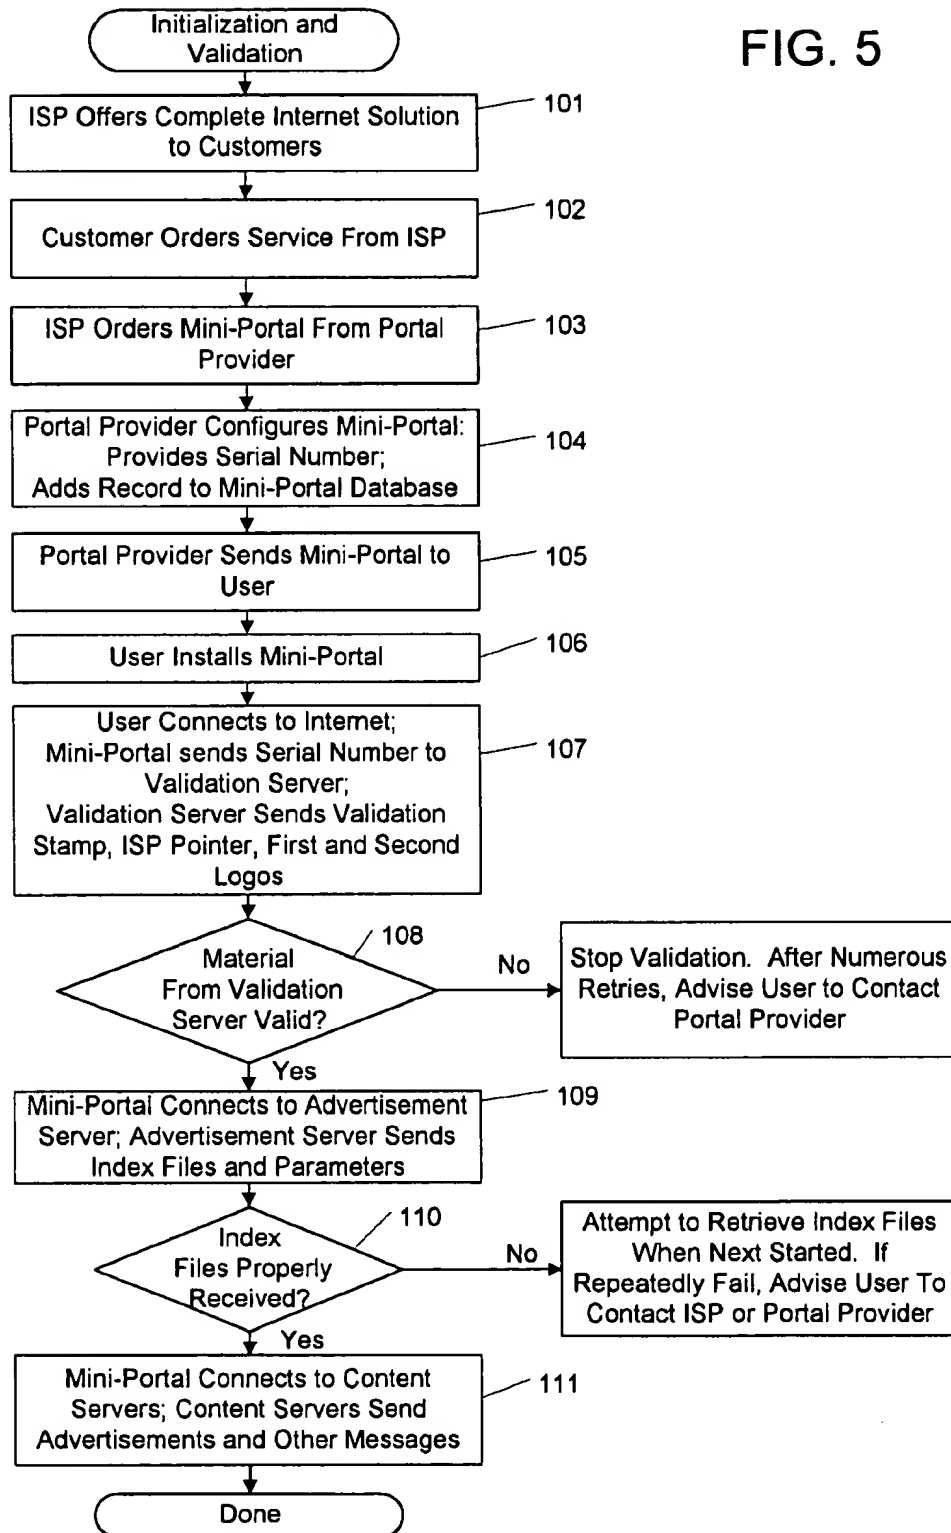 Initialization and
Validation
FIG. 5
ISP Offers Complete Internet Solution
to Customers
101
Customer Orders Service From ISP
102
ISP Orders Mini-Portal From Portal
Provider
103
Portal Provider Configures Mini-Portal:
Provides Serial Number;
Adds Record to Mini-Portal Database
104
Portal Provider Sends Mini-Portal to
User
105
User Installs Mini-Portal
106
User Connects to Internet;
Mini-Portal sends Serial Number to
Validation Server;
Validation Server Sends Validation
Stamp, ISP Pointer, First and Second
Logos
107
Material
From Validation
Server Valid?
108
No
Stop Validation. After Numerous
Retries, Advise User to Contact
Portal Provider
Yes
Mini-Portal Connects to Advertisement
Server; Advertisement Server Sends
Index Files and Parameters
109
Index
Files Properly
Received?
110
No
Attempt to Retrieve Index Files
When Next Started. If
Repeatedly Fail, Advise User To
Contact ISP or Portal Provider
Yes
Mini-Portal Connects to Content
Servers; Content Servers Send
Advertisements and Other Messages
111
Done